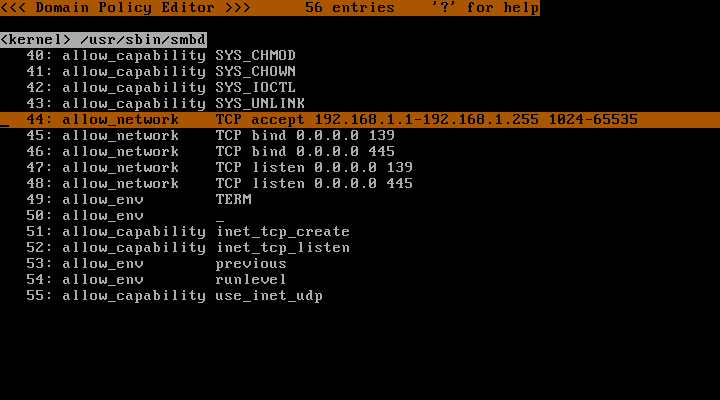 <<< Domain Policy Editor >>>      56 entries    '?' for help
<kernel> /usr/sbin/smbd
40: allow_capability SYS_CHMOD
41: allow_capability SYS_CHOWN
42: allow_capability SYS_IOCTL
43: allow_capability SYS_UNLINK
44: allow_network    TCP accept 192.168.1.1-192.168.1.255 1024-65535
45: allow_network    TCP bind 0.0.0.0 139
46: allow_network    TCP bind 0.0.0.0 445
47: allow_network    TCP listen 0.0.0.0 139
48: allow_network    TCP listen 0.0.0.0 445
49: allow_env        TERM
50: allow_env        _
51: allow_capability inet_tcp_create
52: allow_capability inet_tcp_listen
53: allow_env        previous
54: allow_env        runlevel
55: allow_capability use_inet_udp